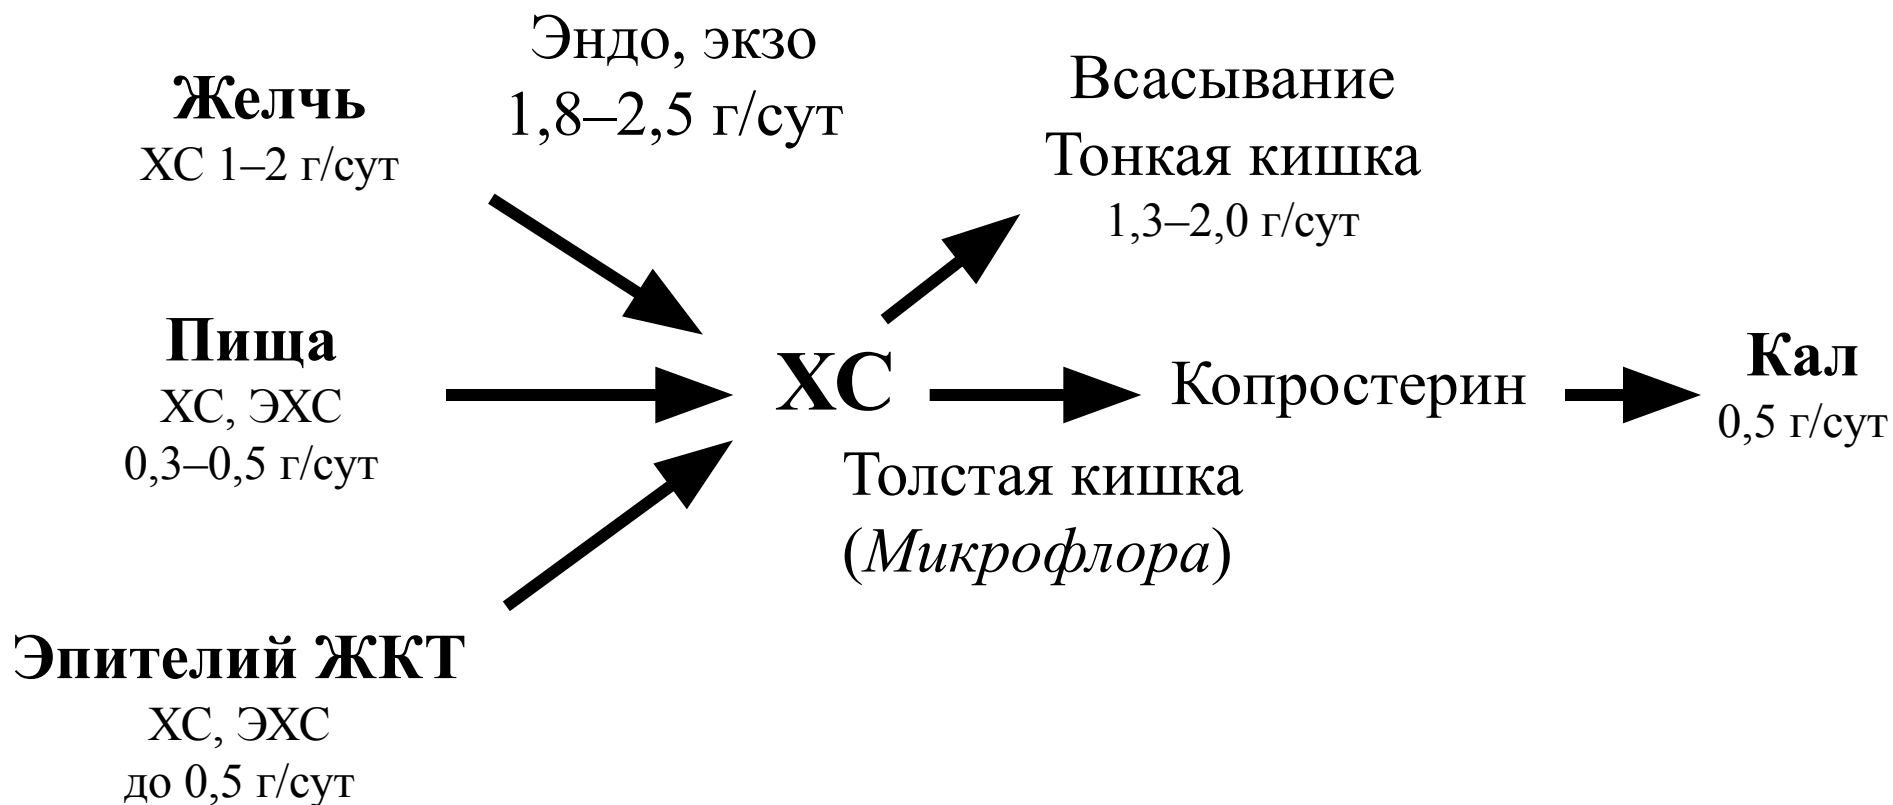 Желчь
ХС 1–2 г/сут
Эндо, экзо
1,8–2,5 г/сут
Всасывание
Тонкая кишка
1,3–2,0 г/сут
Пища
ХС, ЭХС
0,3–0,5 г/сут
ХС
Копростерин
Кал
0,5 г/сут
Толстая кишка
(Микрофлора)
Эпителий ЖКТ
ХС, ЭХС
до 0,5 г/сут